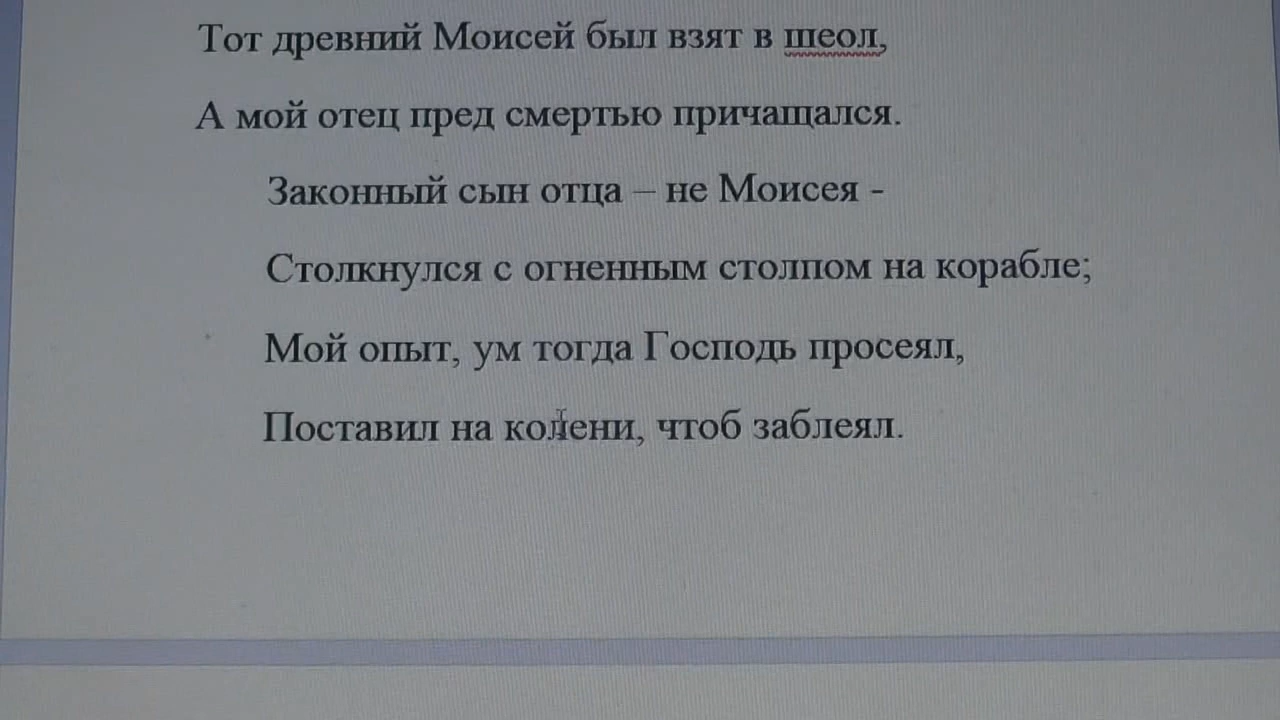 Тот древний Моисей был взят в шеол,
А мой отец пред смертью причащался.
Законный сын отца – не Моисея -
Столкнулся с огненным столпом на корабле;
Мой опыт, ум тогда Господь просеял,
Поставил на колени, чтоб заблеял.